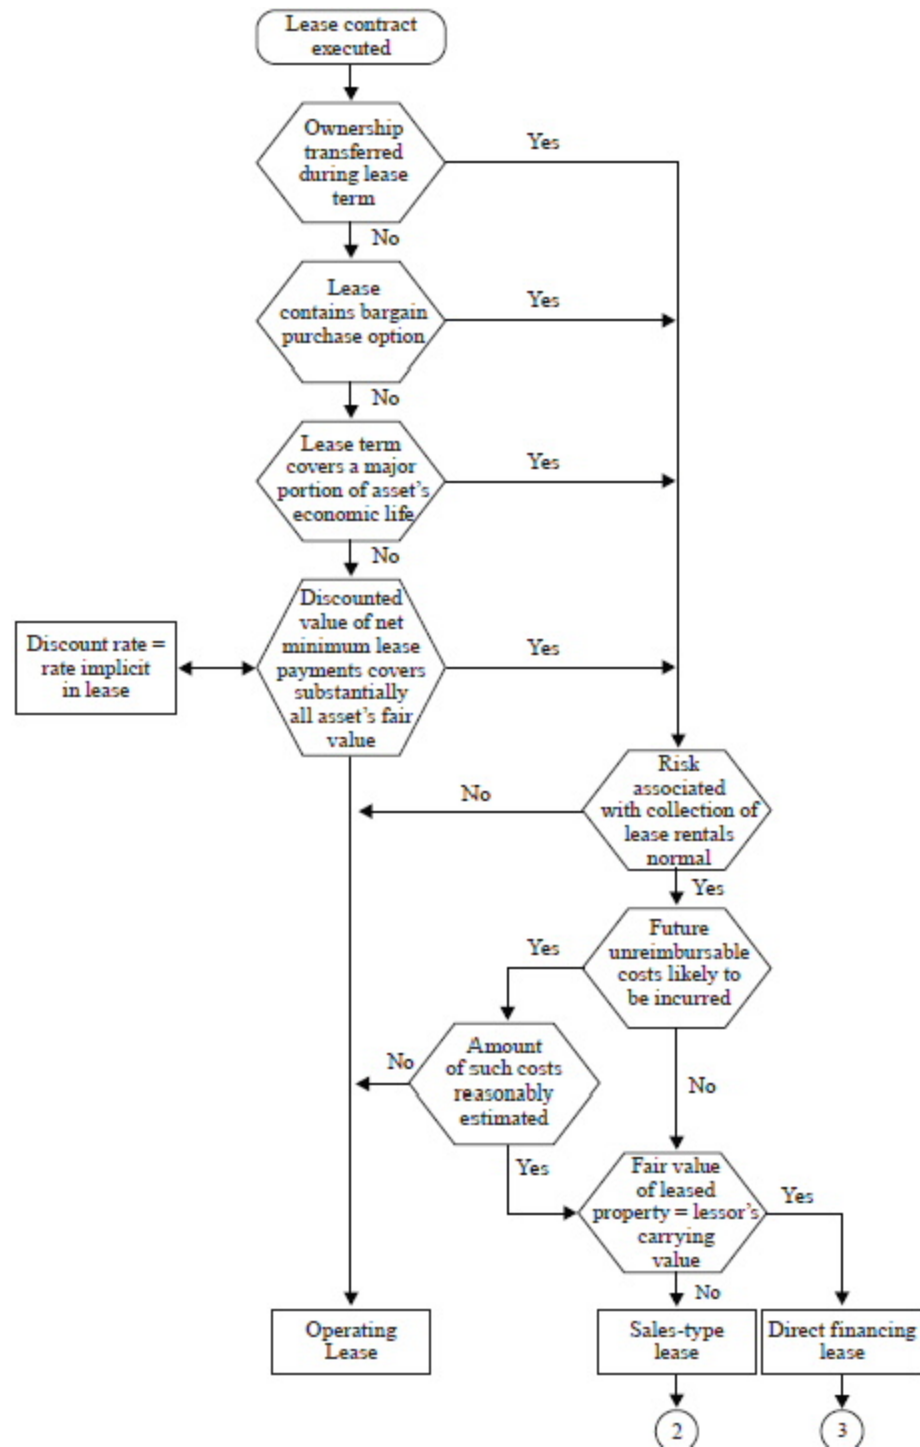 Lease contract
executed
Ownership
transferred
during lease
term
Yes
No
Lease
contains bargain
purchase option
Yes
No
Lease term
covers a major
portion of asset's
economic life
Yes
No
Discounted
value of net
minimum lease
payments covers
substantially
all asset's fair
value
Discount rate =
rate implicit
in lease
Yes
Risk
associated
with collection of
lease rentals
normal
No
Yes
Future
unreimbursable
costs likely to
be incurred
Yes
Amount
of such costs
reasonably
estimated
No
No
Yes
Fair value
of leased
property = lessor's
carrying
value
Yes
No
Operating
Lease
Sales-type
lease
Direct financing
lease
2
3